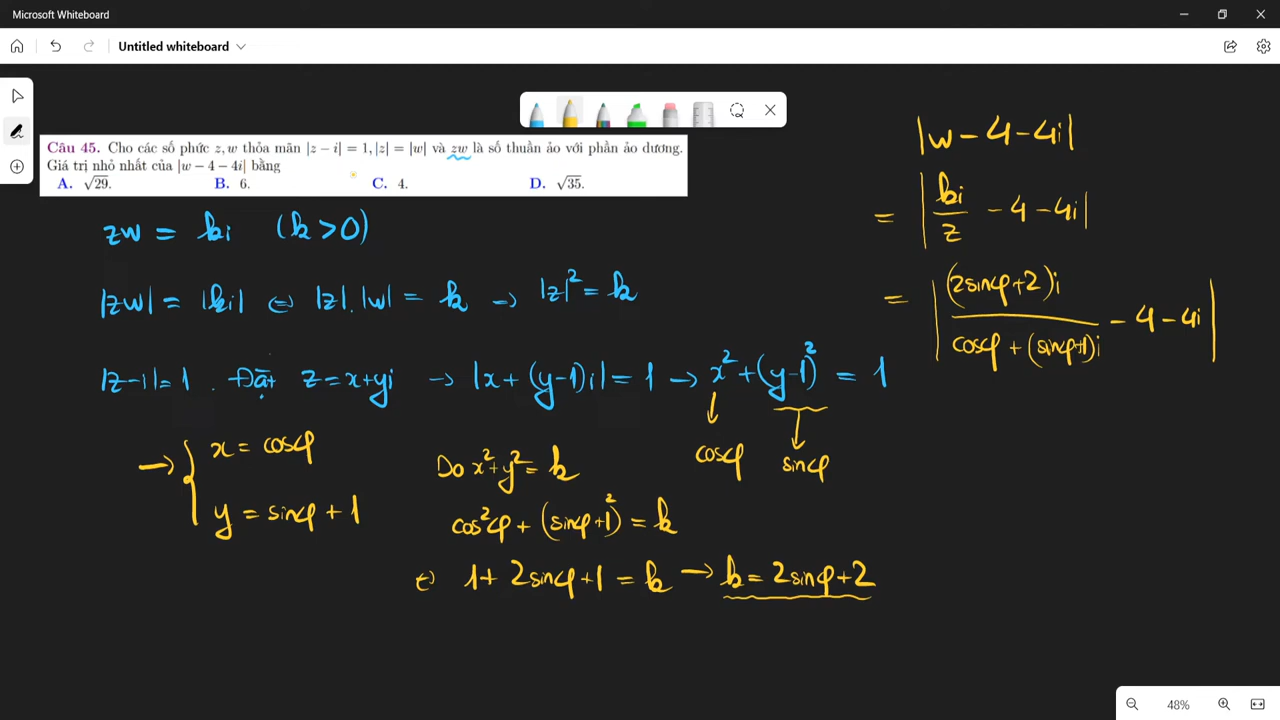 Microsoft Whiteboard
Untitled whiteboard
Câu 45. Cho các số phức z, w thỏa mãn |z − i| = 1, |z| = |w| và zw là số thuần ảo với phần ảo dương.
Giá trị nhỏ nhất của |w − 4 − 4i| bằng
A. √29. B. 6. C. 4. D. √35.
zw = ki (k > 0)
|zw| = |ki| ⇔ |z|.|w| = k → |z|² = k
|z−i|=1. Đặt z = x+yi → |x + (y−1)i| = 1 → x² + (y−1)² = 1
cosφ sinφ
→ { x = cosφ
y = sinφ + 1
Do x²+y² = k
cos²φ + (sinφ+1)² = k
⇔ 1 + 2sinφ + 1 = k → k = 2sinφ+2
|w − 4 − 4i|
= |ki/z − 4 − 4i|
= |(2sinφ+2)i / cosφ + (sinφ+1)i − 4 − 4i|
48%